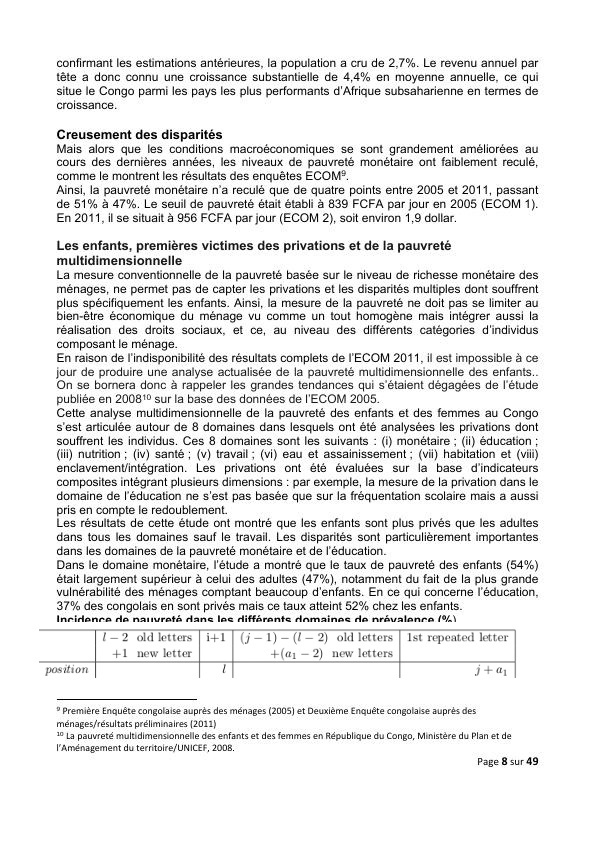 confirmant les estimations antérieures, la population a cru de 2,7%. Le revenu annuel par
tête a donc connu une croissance substantielle de 4,4% en moyenne annuelle, ce qui
situe le Congo parmi les pays les plus performants d’Afrique subsaharienne en termes de
croissance.
Creusement des disparités
Mais alors que les conditions macroéconomiques se sont grandement améliorées au
cours des dernières années, les niveaux de pauvreté monétaire ont faiblement reculé,
comme le montrent les résultats des enquêtes ECOM⁹.
Ainsi, la pauvreté monétaire n’a reculé que de quatre points entre 2005 et 2011, passant
de 51% à 47%. Le seuil de pauvreté était établi à 839 FCFA par jour en 2005 (ECOM 1).
En 2011, il se situait à 956 FCFA par jour (ECOM 2), soit environ 1,9 dollar.
Les enfants, premières victimes des privations et de la pauvreté
multidimensionnelle
La mesure conventionnelle de la pauvreté basée sur le niveau de richesse monétaire des
ménages, ne permet pas de capter les privations et les disparités multiples dont souffrent
plus spécifiquement les enfants. Ainsi, la mesure de la pauvreté ne doit pas se limiter au
bien-être économique du ménage vu comme un tout homogène mais intégrer aussi la
réalisation des droits sociaux, et ce, au niveau des différents catégories d’individus
composant le ménage.
En raison de l’indisponibilité des résultats complets de l’ECOM 2011, il est impossible à ce
jour de produire une analyse actualisée de la pauvreté multidimensionnelle des enfants..
On se bornera donc à rappeler les grandes tendances qui s’étaient dégagées de l’étude
publiée en 2008¹⁰ sur la base des données de l’ECOM 2005.
Cette analyse multidimensionnelle de la pauvreté des enfants et des femmes au Congo
s’est articulée autour de 8 domaines dans lesquels ont été analysées les privations dont
souffrent les individus. Ces 8 domaines sont les suivants : (i) monétaire ; (ii) éducation ;
(iii) nutrition ; (iv) santé ; (v) travail ; (vi) eau et assainissement ; (vii) habitation et (viii)
enclavement/intégration. Les privations ont été évaluées sur la base d’indicateurs
composites intégrant plusieurs dimensions : par exemple, la mesure de la privation dans le
domaine de l’éducation ne s’est pas basée que sur la fréquentation scolaire mais a aussi
pris en compte le redoublement.
Les résultats de cette étude ont montré que les enfants sont plus privés que les adultes
dans tous les domaines sauf le travail. Les disparités sont particulièrement importantes
dans les domaines de la pauvreté monétaire et de l’éducation.
Dans le domaine monétaire, l’étude a montré que le taux de pauvreté des enfants (54%)
était largement supérieur à celui des adultes (47%), notamment du fait de la plus grande
vulnérabilité des ménages comptant beaucoup d’enfants. En ce qui concerne l’éducation,
37% des congolais en sont privés mais ce taux atteint 52% chez les enfants.
Incidence de pauvreté dans les différents domaines de prévalence (%)
l − 2 old letters i+1 (j − 1) − (l − 2) old letters 1st repeated letter
+1 new letter +(a₁ − 2) new letters
position l j + a₁
⁹ Première Enquête congolaise auprès des ménages (2005) et Deuxième Enquête congolaise auprès des
ménages/résultats préliminaires (2011)
¹⁰ La pauvreté multidimensionnelle des enfants et des femmes en République du Congo, Ministère du Plan et de
l’Aménagement du territoire/UNICEF, 2008.
Page 8 sur 49